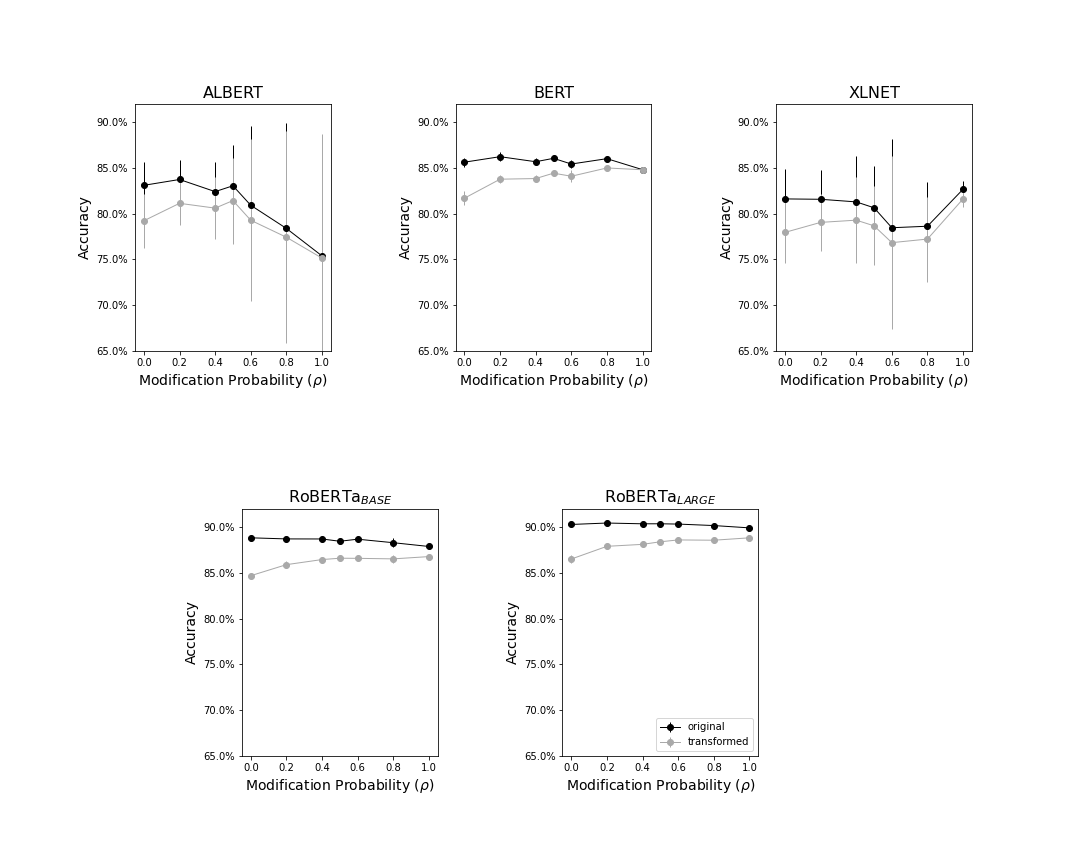 ALBERT
90.0%
85.0%
80.0%
75.0%
70.0%
65.0%
Accuracy
0.0 0.2 0.4 0.6 0.8 1.0
Modification Probability (ρ)
BERT
90.0%
85.0%
80.0%
75.0%
70.0%
65.0%
Accuracy
0.0 0.2 0.4 0.6 0.8 1.0
Modification Probability (ρ)
XLNET
90.0%
85.0%
80.0%
75.0%
70.0%
65.0%
Accuracy
0.0 0.2 0.4 0.6 0.8 1.0
Modification Probability (ρ)
RoBERTaBASE
90.0%
85.0%
80.0%
75.0%
70.0%
65.0%
Accuracy
0.0 0.2 0.4 0.6 0.8 1.0
Modification Probability (ρ)
RoBERTaLARGE
90.0%
85.0%
80.0%
75.0%
70.0%
65.0%
Accuracy
original
transformed
0.0 0.2 0.4 0.6 0.8 1.0
Modification Probability (ρ)